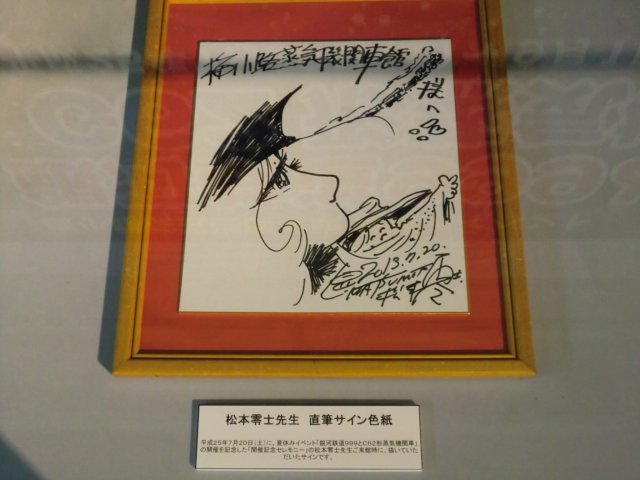 梅小路蒸気機関車館
様へ
2013.7.20.
松本零士先生　直筆サイン色紙
平成25年7月20日(土)に、夏休みイベント「銀河鉄道999とC62形蒸気機関車」
の開催を記念した「開催記念セレモニー」の松本零士先生ご来館時に、描いていた
だいたサインです。